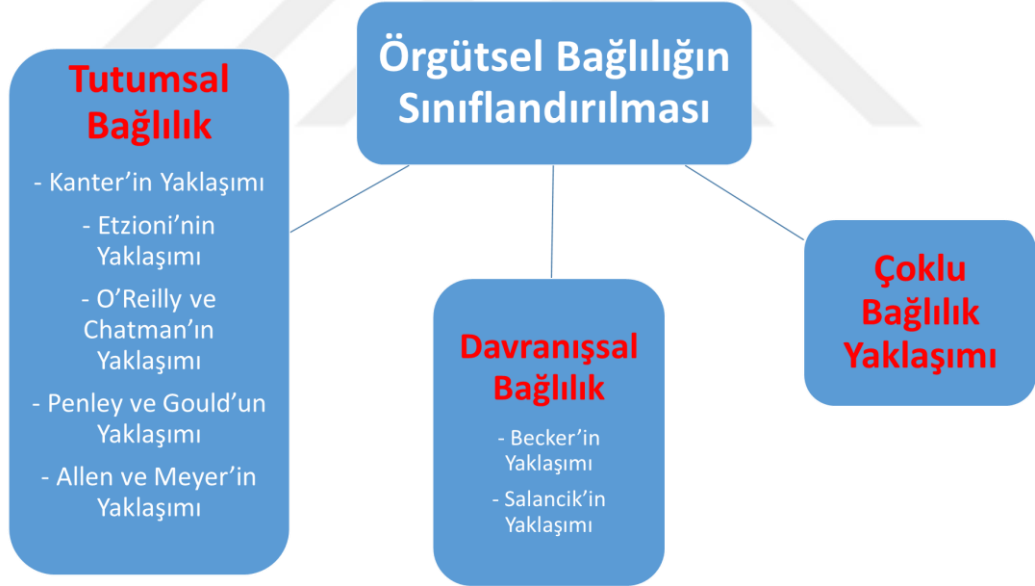 Örgütsel Bağlılığın
Sınıflandırılması
Tutumsal
Bağlılık
- Kanter’in Yaklaşımı
- Etzioni’nin
Yaklaşımı
- O’Reilly ve
Chatman’ın
Yaklaşımı
- Penley ve Gould’un
Yaklaşımı
- Allen ve Meyer’in
Yaklaşımı
Davranışsal
Bağlılık
- Becker’in
Yaklaşımı
- Salancik’in
Yaklaşımı
Çoklu
Bağlılık
Yaklaşımı